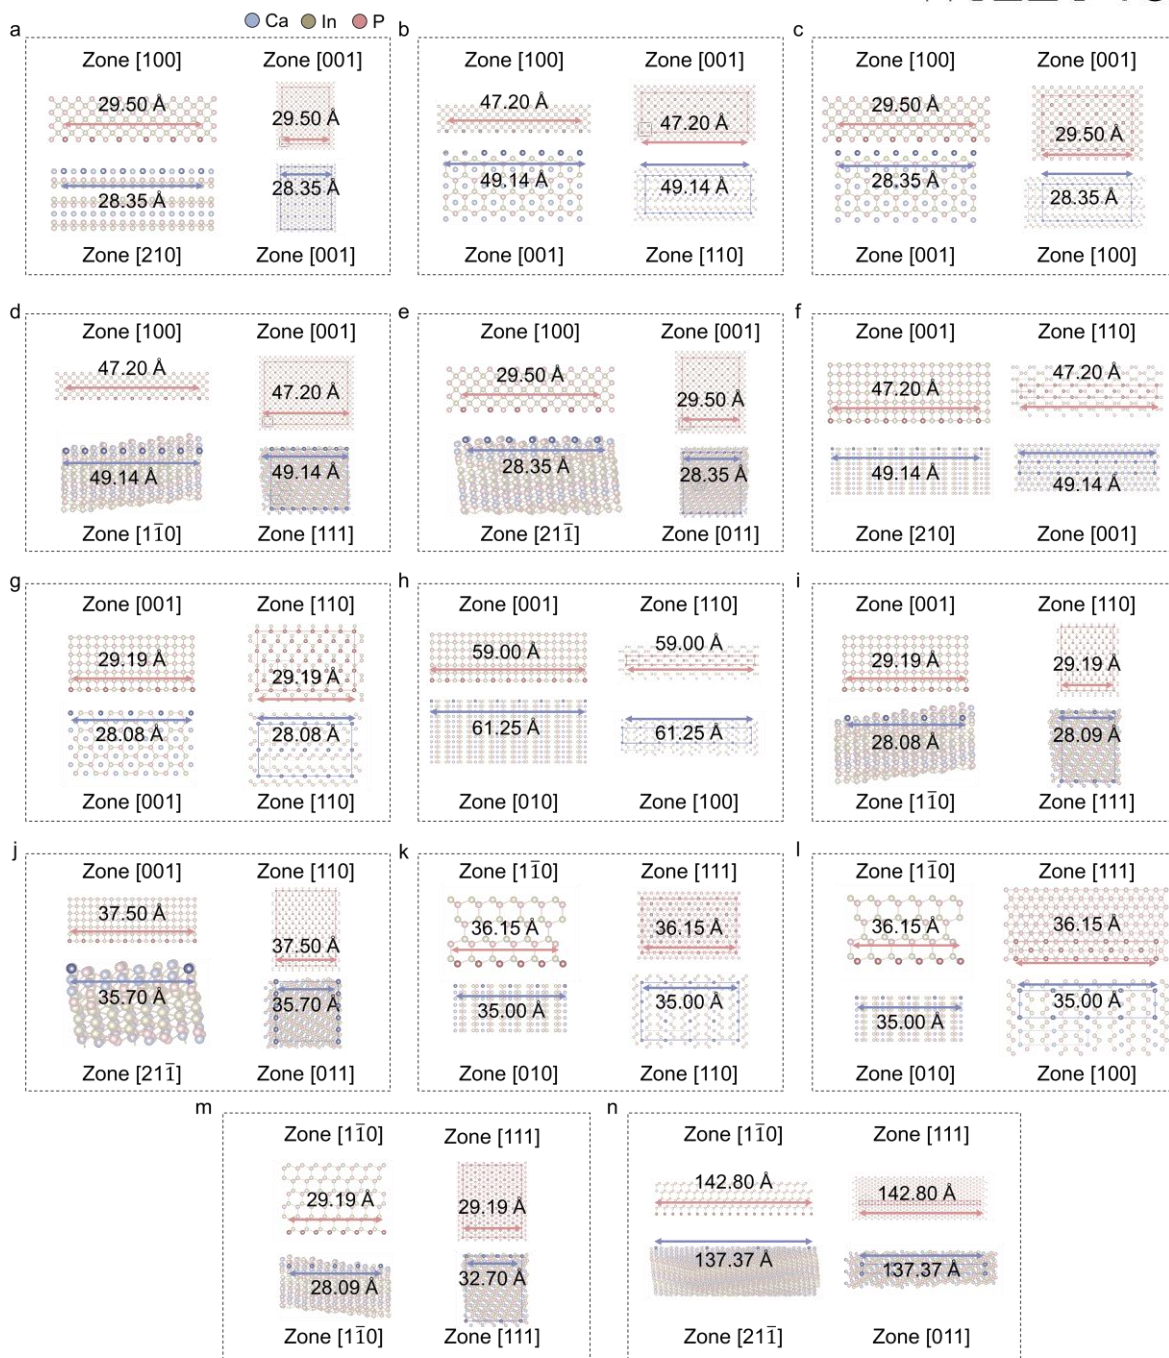 Ca In P
a
Zone [100] Zone [001]
29.50 Å 29.50 Å
28.35 Å 28.35 Å
Zone [210] Zone [001]
b
Zone [100] Zone [001]
47.20 Å 47.20 Å
49.14 Å 49.14 Å
Zone [001] Zone [110]
c
Zone [100] Zone [001]
29.50 Å 29.50 Å
28.35 Å 28.35 Å
Zone [001] Zone [100]
d
Zone [100] Zone [001]
47.20 Å 47.20 Å
49.14 Å 49.14 Å
Zone [11̅0] Zone [111]
e
Zone [100] Zone [001]
29.50 Å 29.50 Å
28.35 Å 28.35 Å
Zone [211̅] Zone [011]
f
Zone [001] Zone [110]
47.20 Å 47.20 Å
49.14 Å 49.14 Å
Zone [210] Zone [001]
g
Zone [001] Zone [110]
29.19 Å 29.19 Å
28.08 Å 28.08 Å
Zone [001] Zone [110]
h
Zone [001] Zone [110]
59.00 Å 59.00 Å
61.25 Å 61.25 Å
Zone [010] Zone [100]
i
Zone [001] Zone [110]
29.19 Å 29.19 Å
28.08 Å 28.09 Å
Zone [11̅0] Zone [111]
j
Zone [001] Zone [110]
37.50 Å 37.50 Å
35.70 Å 35.70 Å
Zone [211̅] Zone [011]
k
Zone [11̅0] Zone [111]
36.15 Å 36.15 Å
35.00 Å 35.00 Å
Zone [010] Zone [110]
l
Zone [11̅0] Zone [111]
36.15 Å 36.15 Å
35.00 Å 35.00 Å
Zone [010] Zone [100]
m
Zone [11̅0] Zone [111]
29.19 Å 29.19 Å
28.09 Å 32.70 Å
Zone [11̅0] Zone [111]
n
Zone [11̅0] Zone [111]
142.80 Å 142.80 Å
137.37 Å 137.37 Å
Zone [211̅] Zone [011]